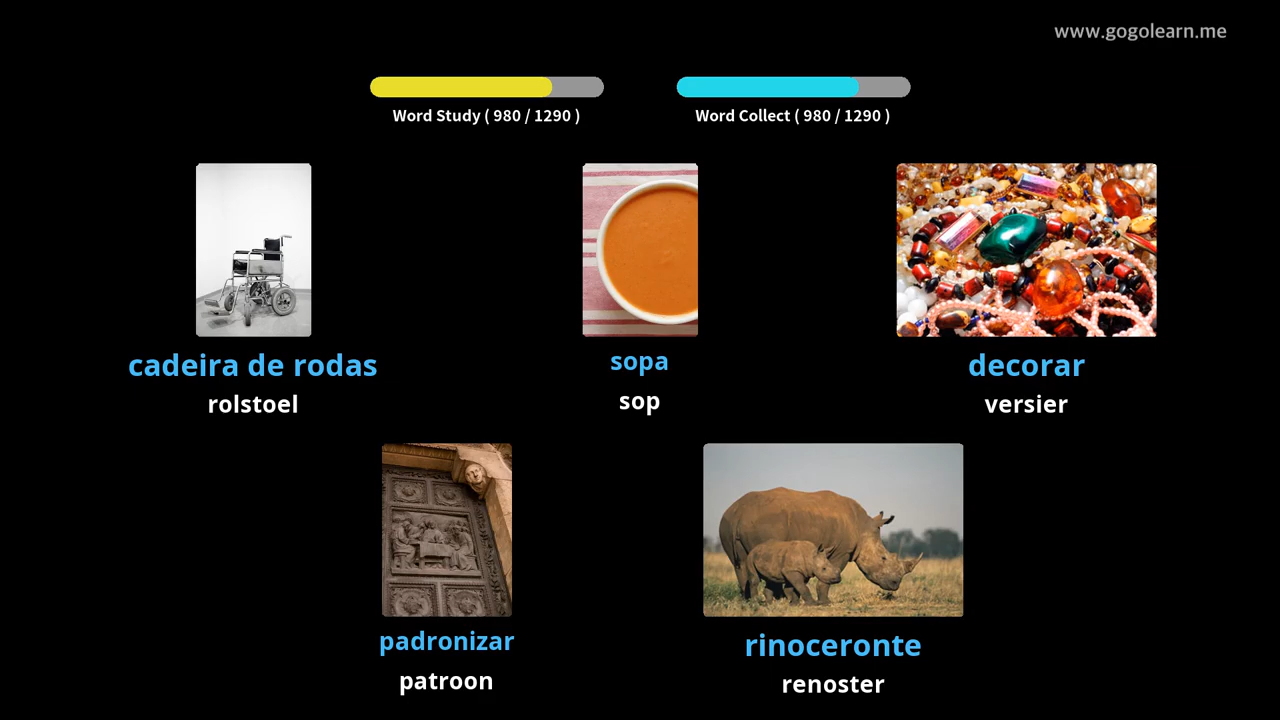 www.gogolearn.me
Word Study ( 980 / 1290 )
Word Collect ( 980 / 1290 )
cadeira de rodas
rolstoel
sopa
sop
decorar
versier
padronizar
patroon
rinoceronte
renoster